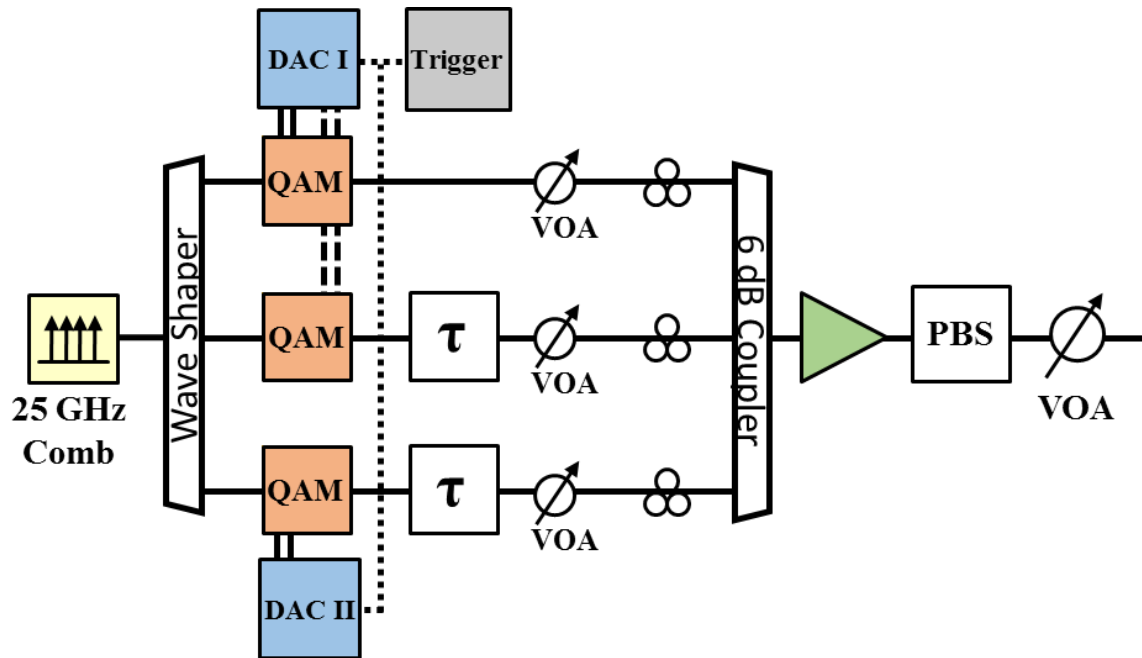 DAC I
Trigger
QAM
VOA
Wave Shaper
QAM
τ
VOA
6 dB Coupler
PBS
VOA
25 GHz
Comb
QAM
τ
VOA
DAC II